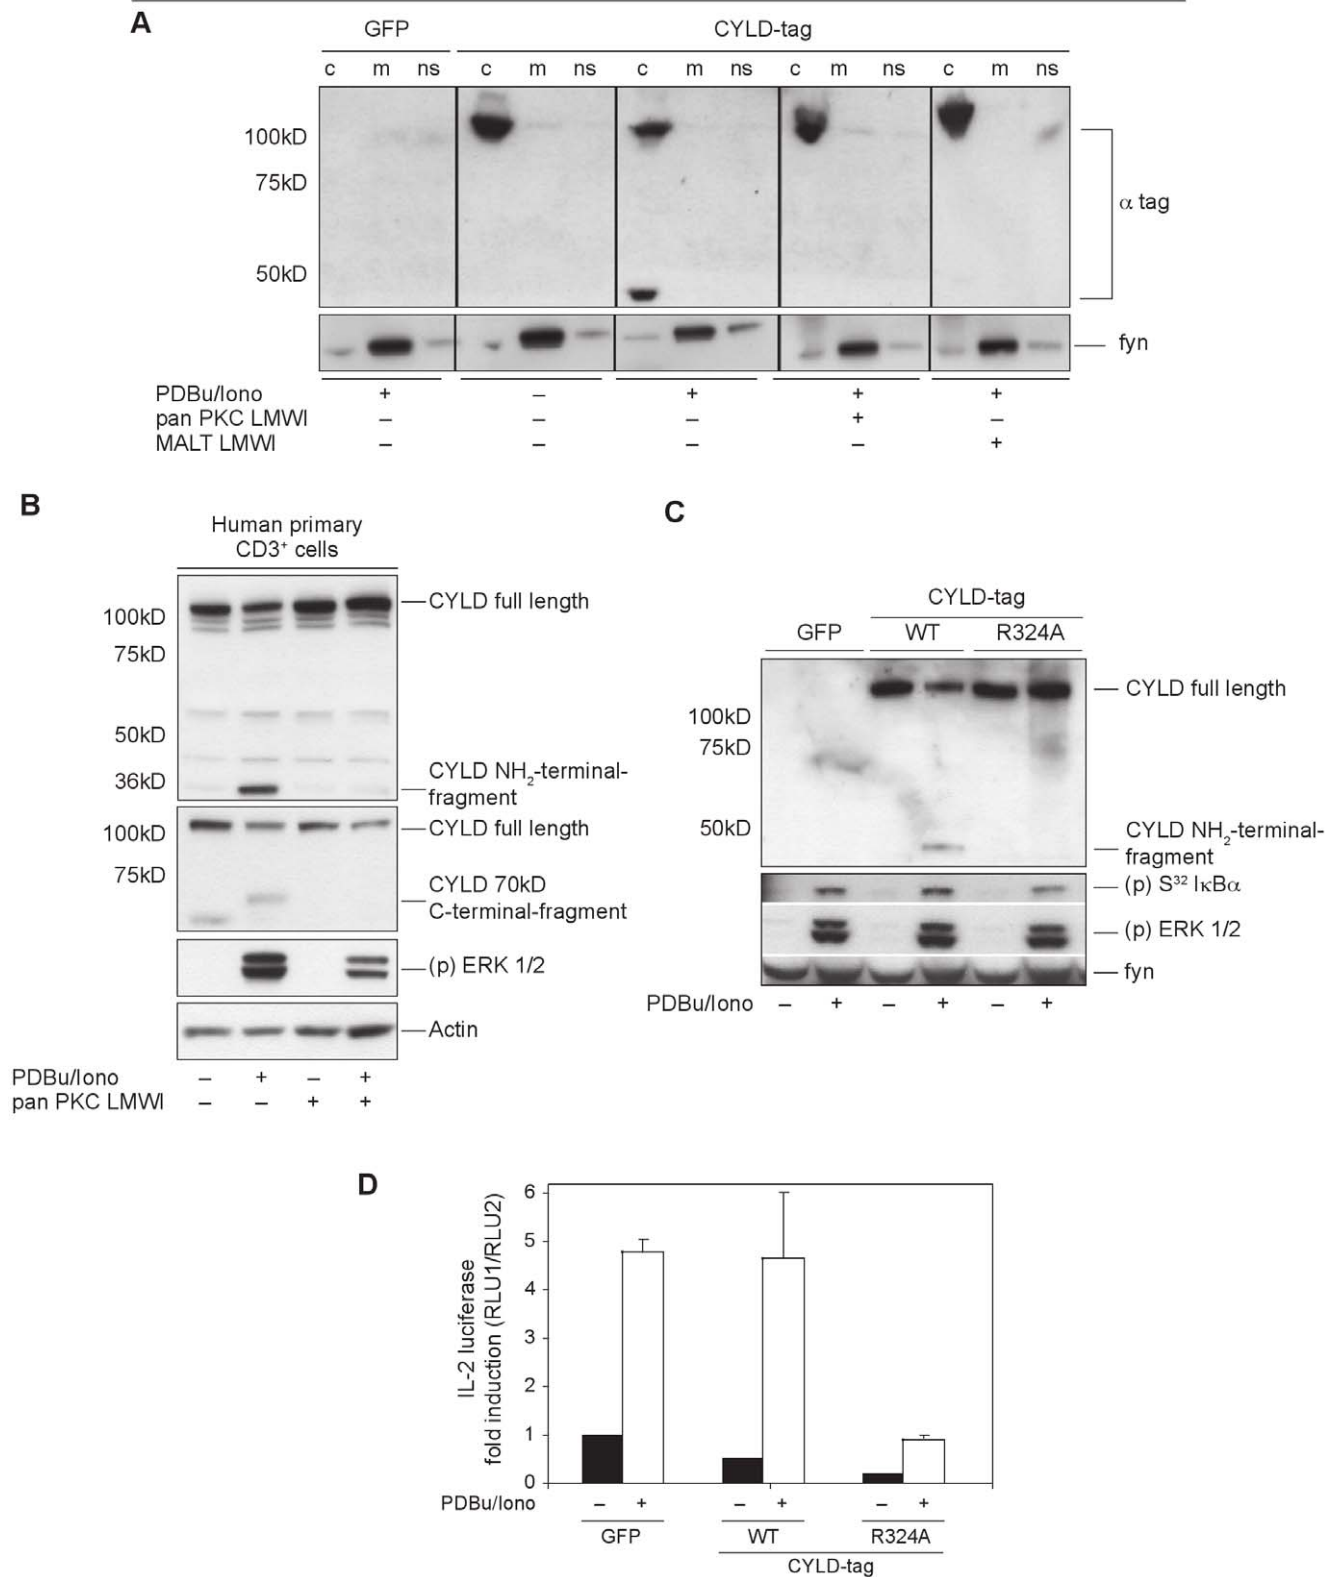 A
GFP CYLD-tag
c m ns c m ns c m ns c m ns c m ns
100kD
75kD
50kD
α tag
fyn
PDBu/Iono + – + + +
pan PKC LMWI – – – + –
MALT LMWI – – – – +
B
Human primary
CD3⁺ cells
100kD
75kD
50kD
36kD
CYLD full length
CYLD NH₂-terminal-
fragment
100kD
75kD
CYLD full length
CYLD 70kD
C-terminal-fragment
(p) ERK 1/2
Actin
PDBu/Iono – + – +
pan PKC LMWI – – + +
C
CYLD-tag
GFP WT R324A
100kD
75kD
50kD
CYLD full length
CYLD NH₂-terminal-
fragment
(p) S³² IκBα
(p) ERK 1/2
fyn
PDBu/Iono – + – + – +
D
IL-2 luciferase
fold induction (RLU1/RLU2)
6
5
4
3
2
1
0
PDBu/Iono – + – + – +
GFP WT R324A
CYLD-tag